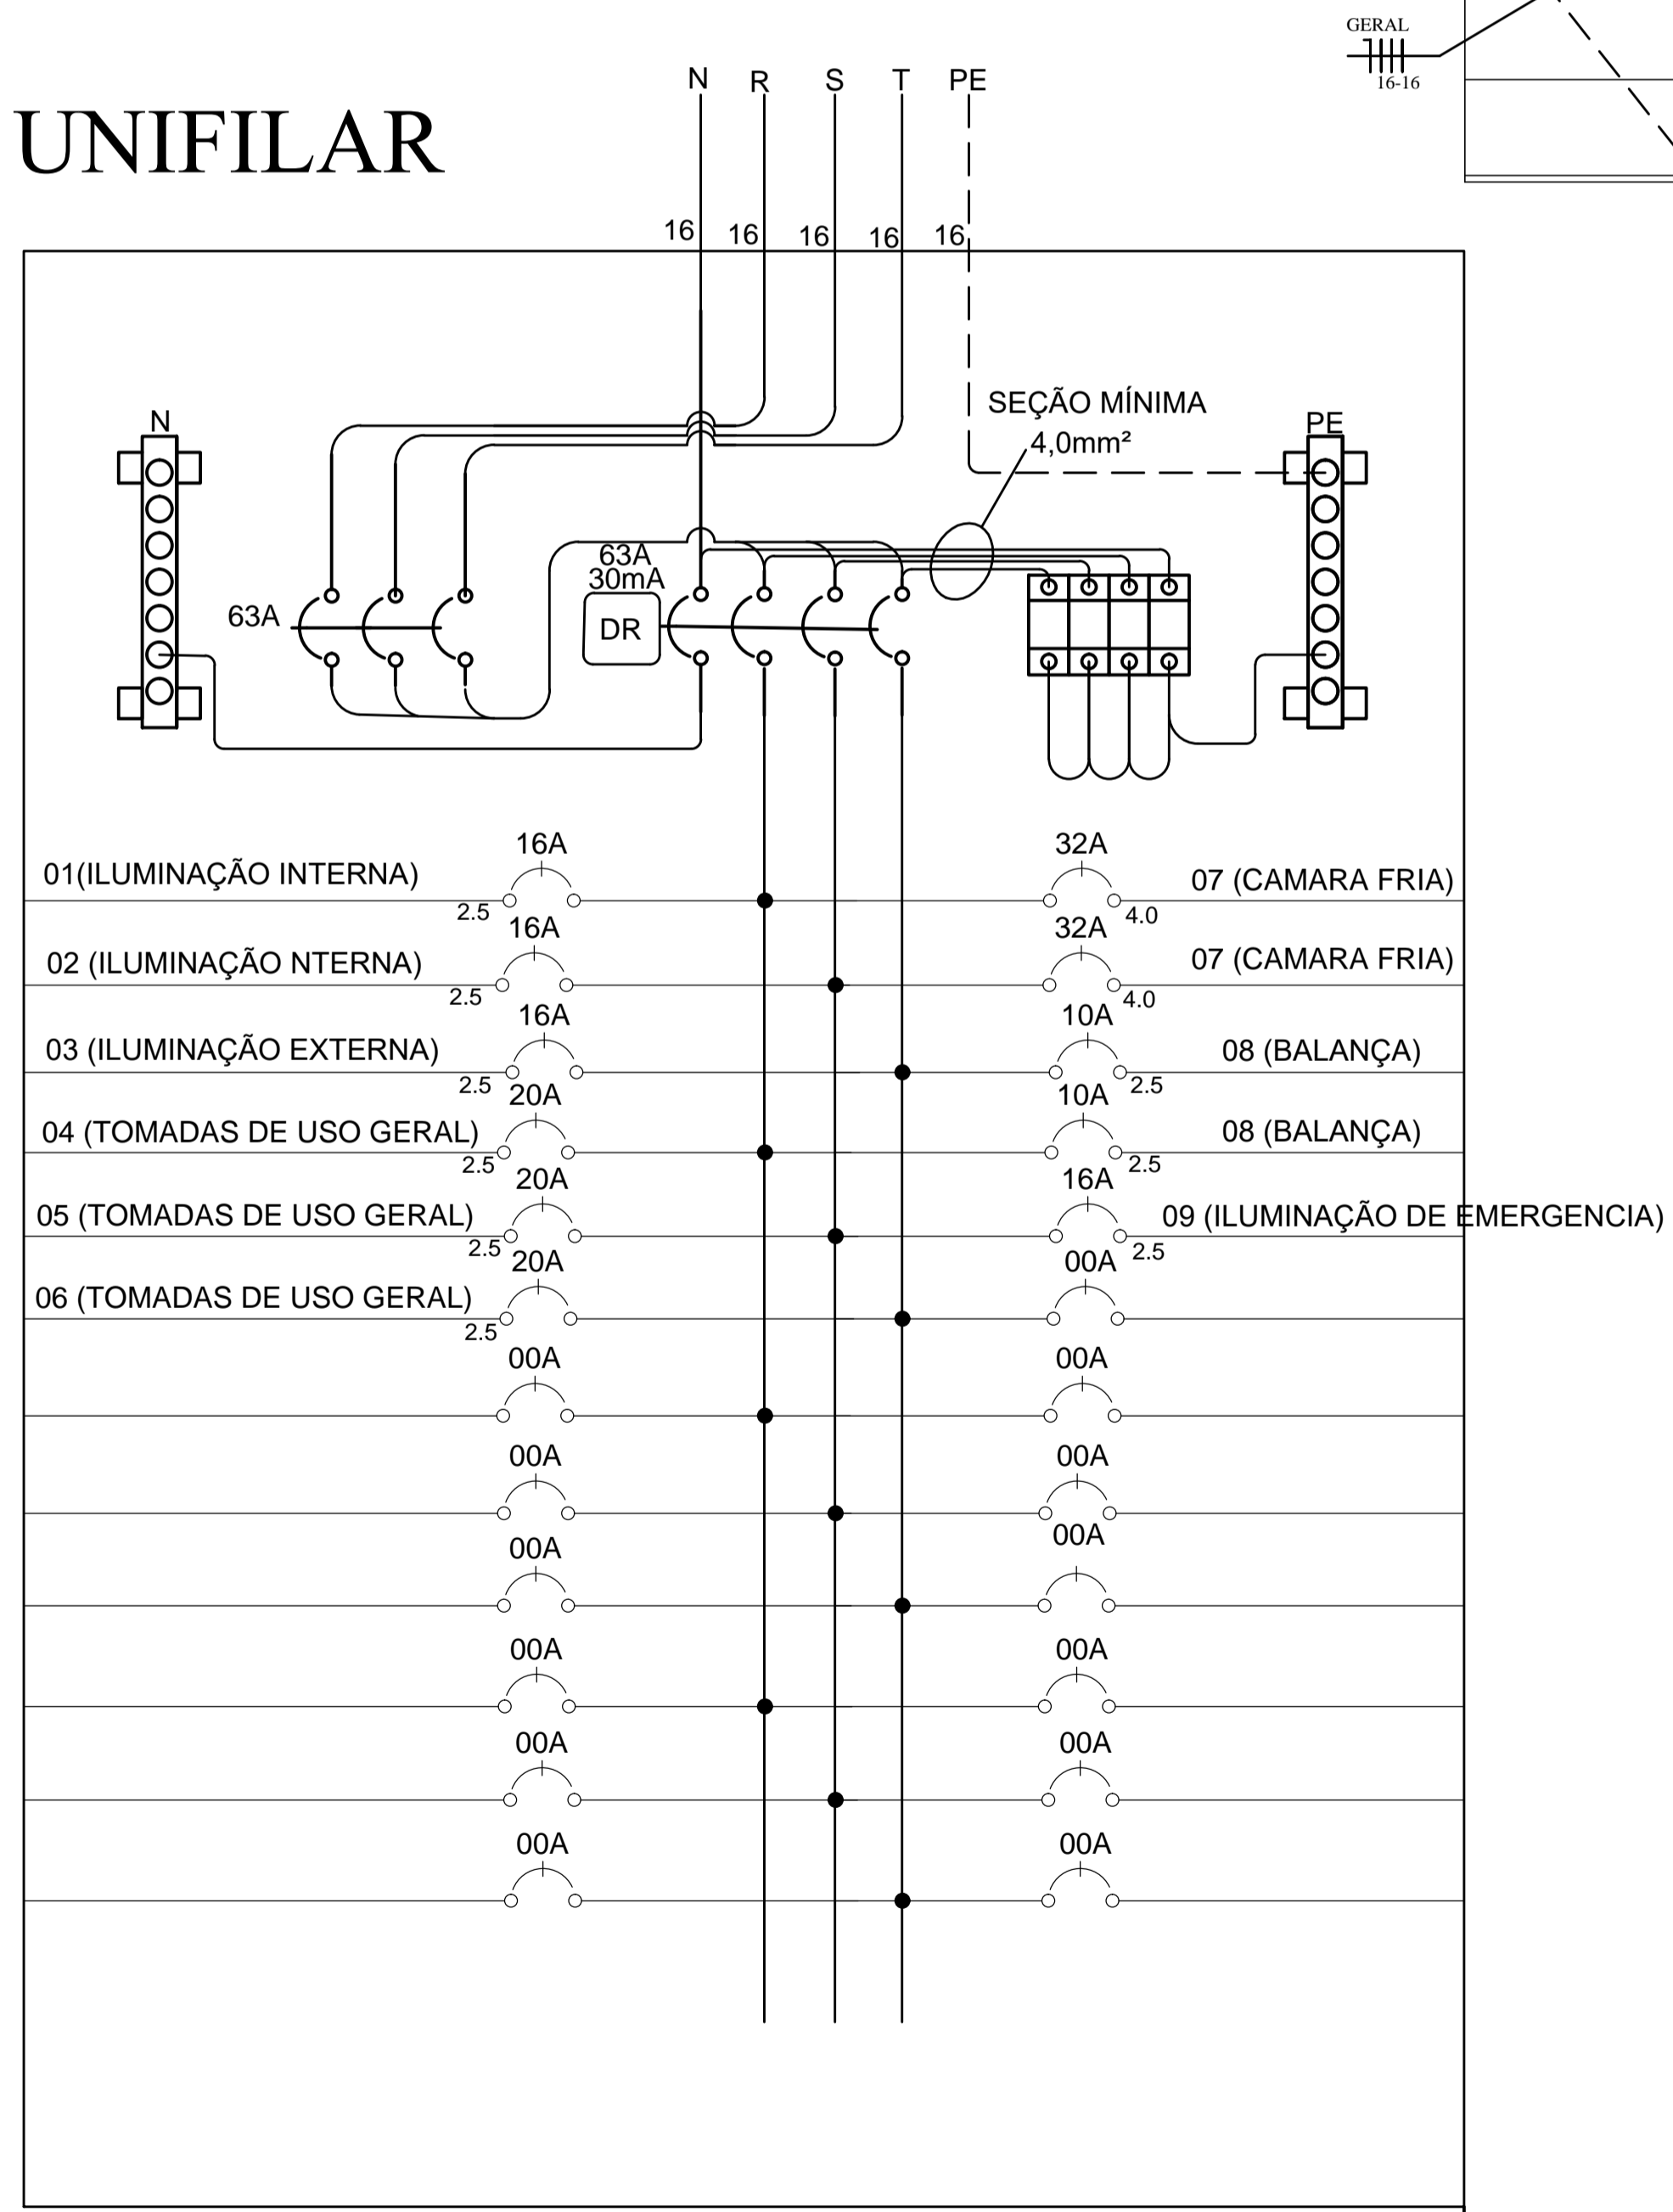 GERAL
16-16
UNIFILAR
N R S T PE
16 16 16 16 16
SEÇÃO MÍNIMA
4,0mm²
N
PE
63A
30mA
63A
DR
16A
32A
01(ILUMINAÇÃO INTERNA)
07 (CAMARA FRIA)
2.5
4.0
16A
32A
02 (ILUMINAÇÃO NTERNA)
07 (CAMARA FRIA)
2.5
4.0
16A
10A
03 (ILUMINAÇÃO EXTERNA)
08 (BALANÇA)
2.5
2.5
20A
10A
04 (TOMADAS DE USO GERAL)
08 (BALANÇA)
2.5
2.5
20A
16A
05 (TOMADAS DE USO GERAL)
09 (ILUMINAÇÃO DE EMERGENCIA)
2.5
2.5
20A
00A
06 (TOMADAS DE USO GERAL)
2.5
00A
00A
00A
00A
00A
00A
00A
00A
00A
00A
00A
00A